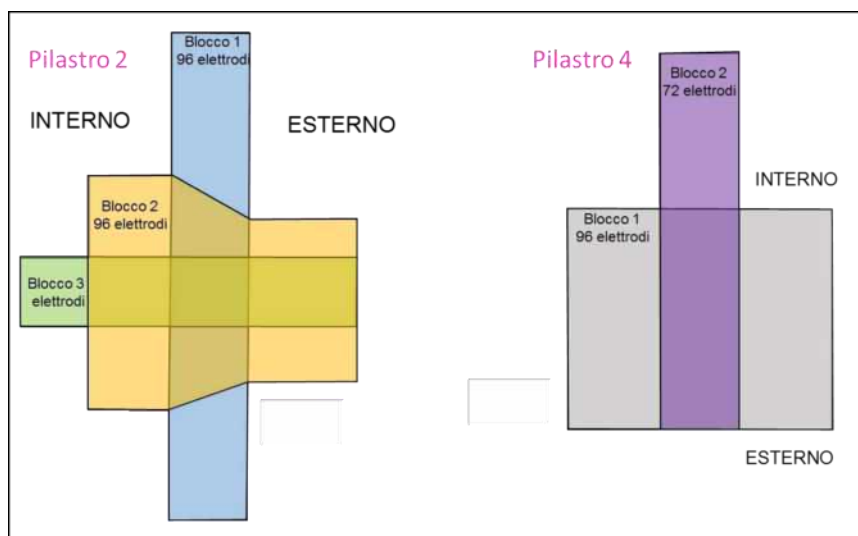 Pilastro 2
Blocco 1
96 elettrodi
INTERNO
ESTERNO
Blocco 2
96 elettrodi
Blocco 3
elettrodi
Pilastro 4
Blocco 2
72 elettrodi
INTERNO
Blocco 1
96 elettrodi
ESTERNO